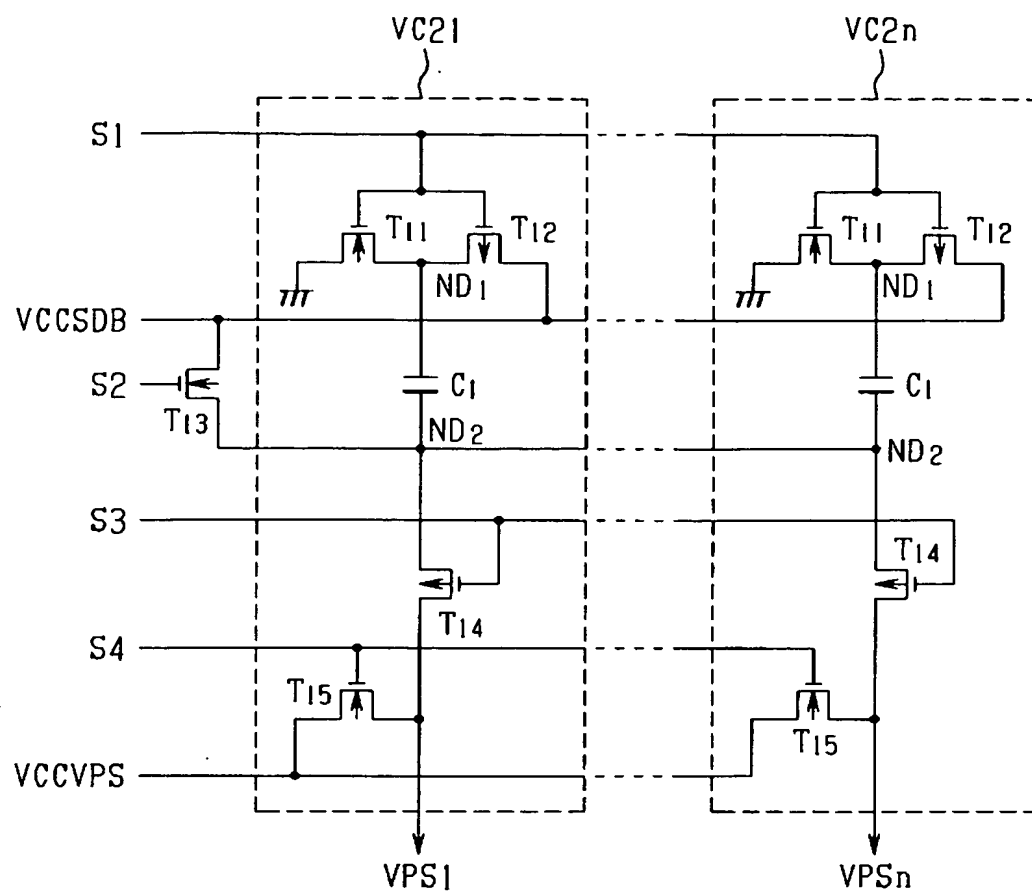 VC21 VC2n
S1
T11 T12 T11 T12
ND1 ND1
VCCSDB
S2 C1 C1
T13
ND2 ND2
S3
T14
T14
S4
T15
T15
VCCVPS
VPS1 VPSn